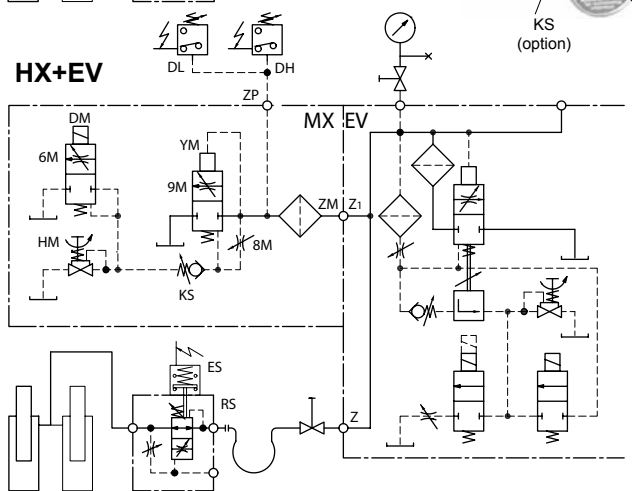 KS
(option)
DL
DH
HX+EV
ZP
MX
EV
DM
6M
YM
9M
ZM
Z1
HM
8M
KS
ES
RS
Z